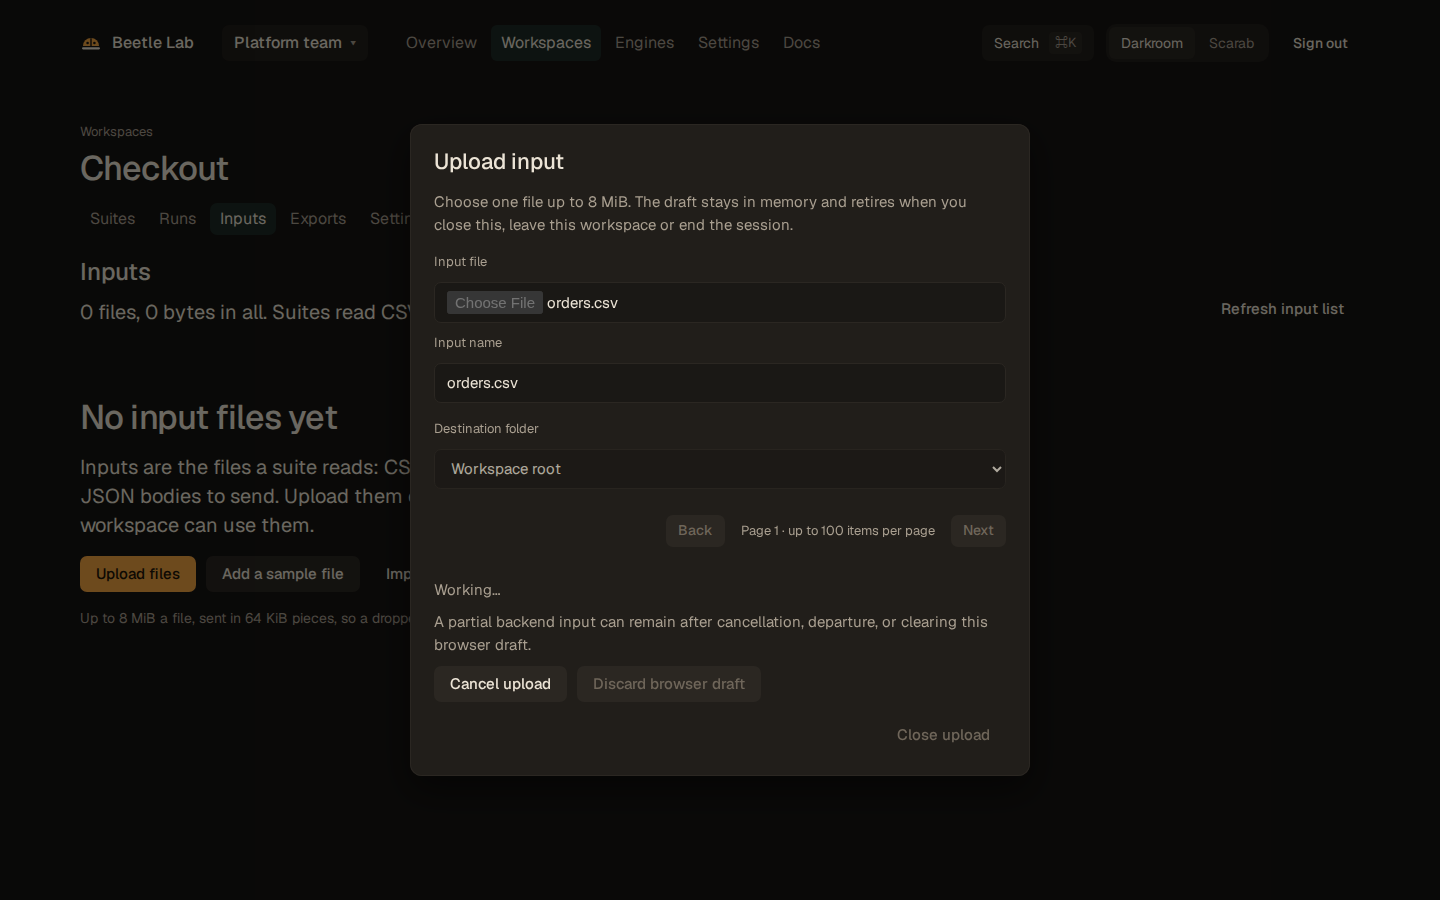 Beetle Lab
Platform team
Overview
Workspaces
Engines
Settings
Docs
Search ⌘K
Darkroom
Scarab
Sign out
Workspaces
Checkout
Suites
Runs
Inputs
Exports
Inputs
0 files, 0 bytes in all. Suites read
Refresh input list
No input files yet
Inputs are the files a suite reads:
JSON bodies to send. Upload them
workspace can use them.
Upload files
Add a sample file
Up to 8 MiB a file, sent in 64 KiB pieces, so a
Upload input
Choose one file up to 8 MiB. The draft stays in memory and retires when you
close this, leave this workspace or end the session.
Input file
Choose File orders.csv
Input name
orders.csv
Destination folder
Workspace root
Back
Page 1 · up to 100 items per page
Next
Working…
A partial backend input can remain after cancellation, departure, or clearing this
browser draft.
Cancel upload
Discard browser draft
Close upload